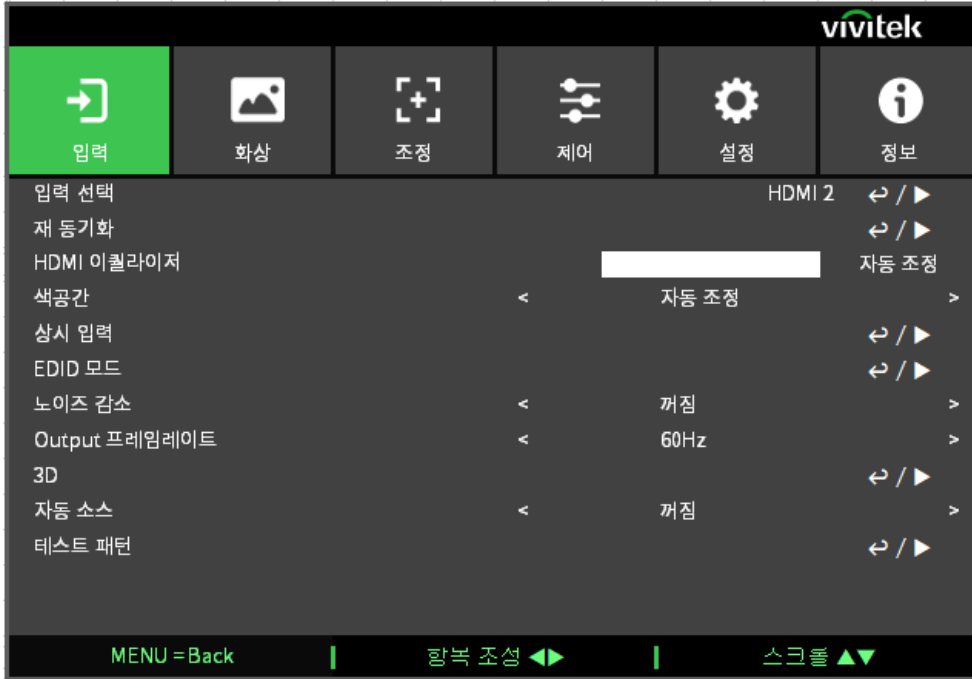 vivitek
입력 화상 조정 제어 설정 정보
입력 선택 HDMI 2 ↩ / ▶
재 동기화 ↩ / ▶
HDMI 이퀄라이저 자동 조정
색공간 < 자동 조정 >
상시 입력 ↩ / ▶
EDID 모드 ↩ / ▶
노이즈 감소 < 꺼짐 >
Output 프레임레이트 < 60Hz >
3D ↩ / ▶
자동 소스 < 꺼짐 >
테스트 패턴 ↩ / ▶
MENU = Back 항복 조성 ◀▶ 스크롤 ▲▼